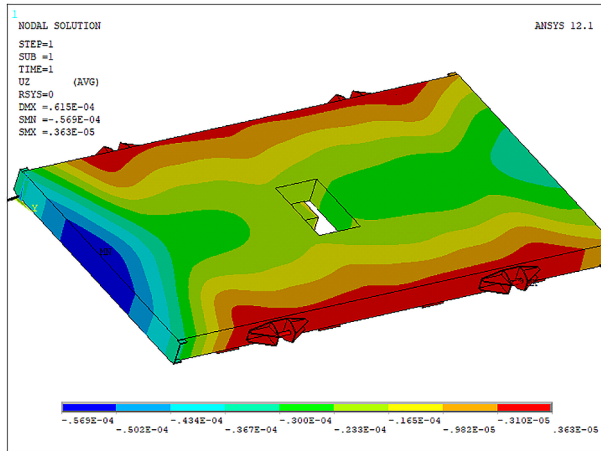 1
NODAL SOLUTION
ANSYS 12.1
STEP=1
SUB =1
TIME=1
UZ (AVG)
RSYS=0
DMX =.615E-04
SMN =-.569E-04
SMX =.363E-05
Y
MN
-.569E-04 -.434E-04 -.300E-04 -.165E-04 -.310E-05
-.502E-04 -.367E-04 -.233E-04 -.982E-05 .363E-05